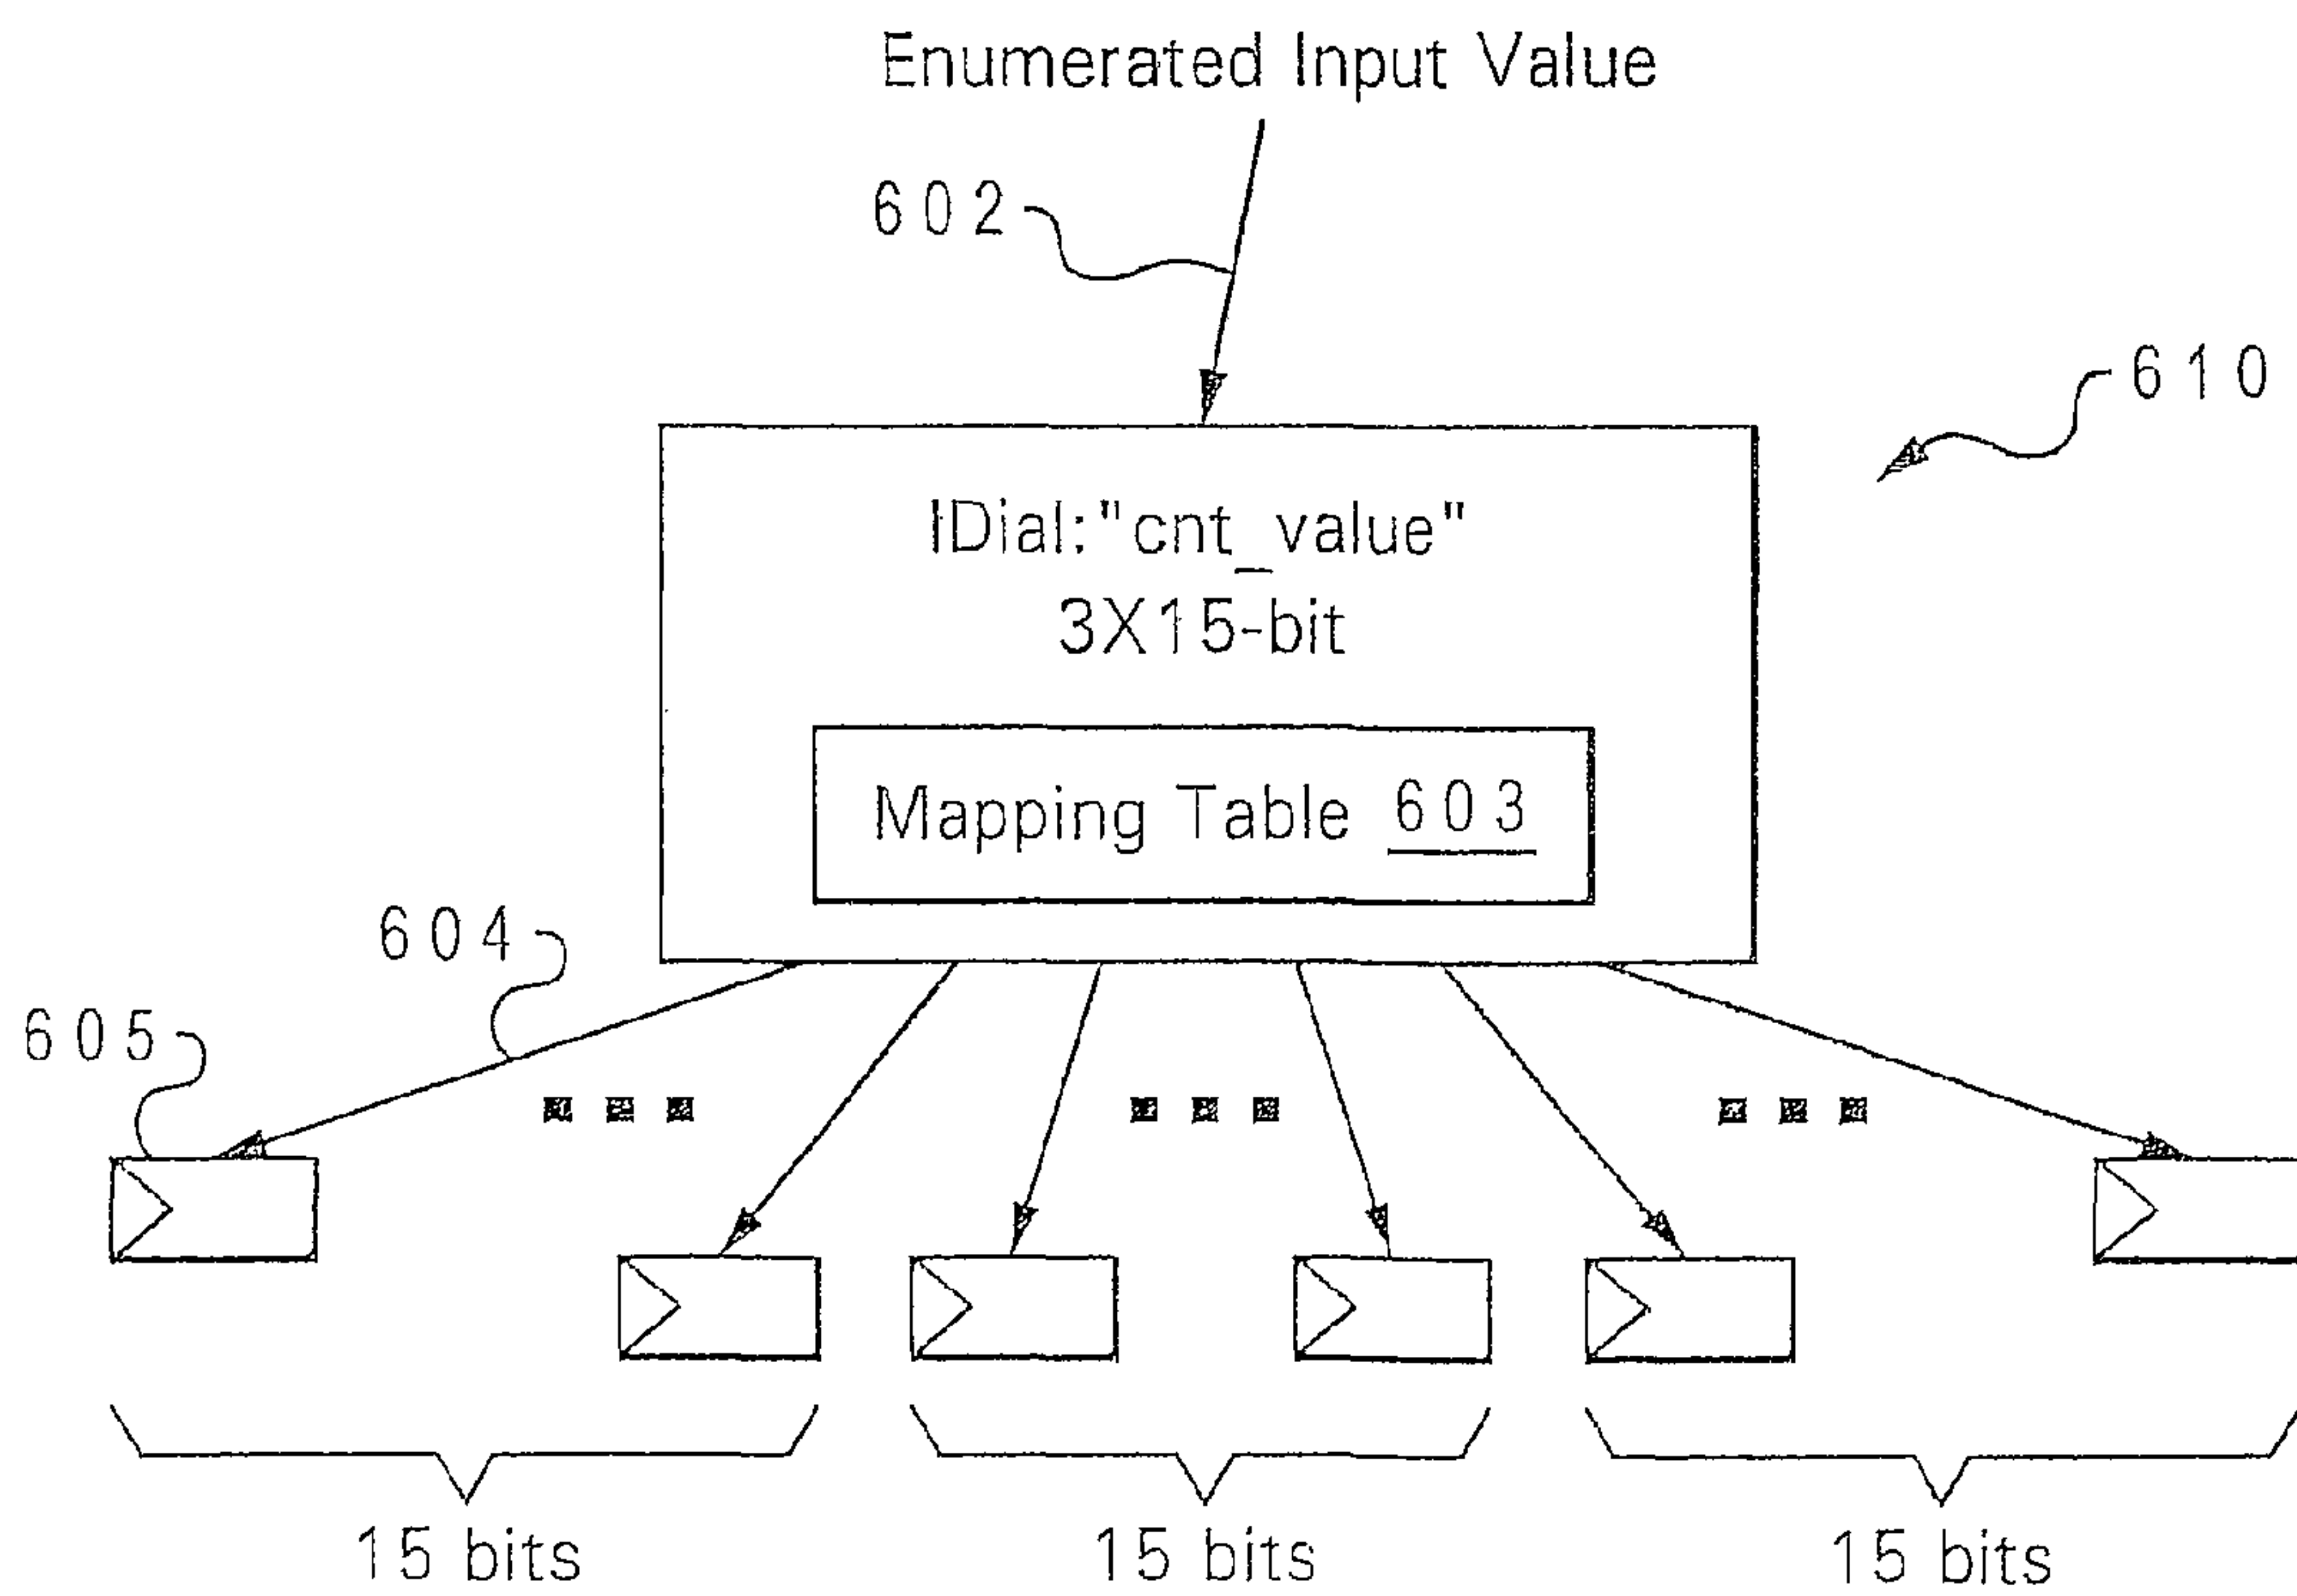 Enumerated Input Value
602
610
IDial:"cnt_value"
3X15-bit
Mapping Table 603
604
605
15 bits 15 bits 15 bits